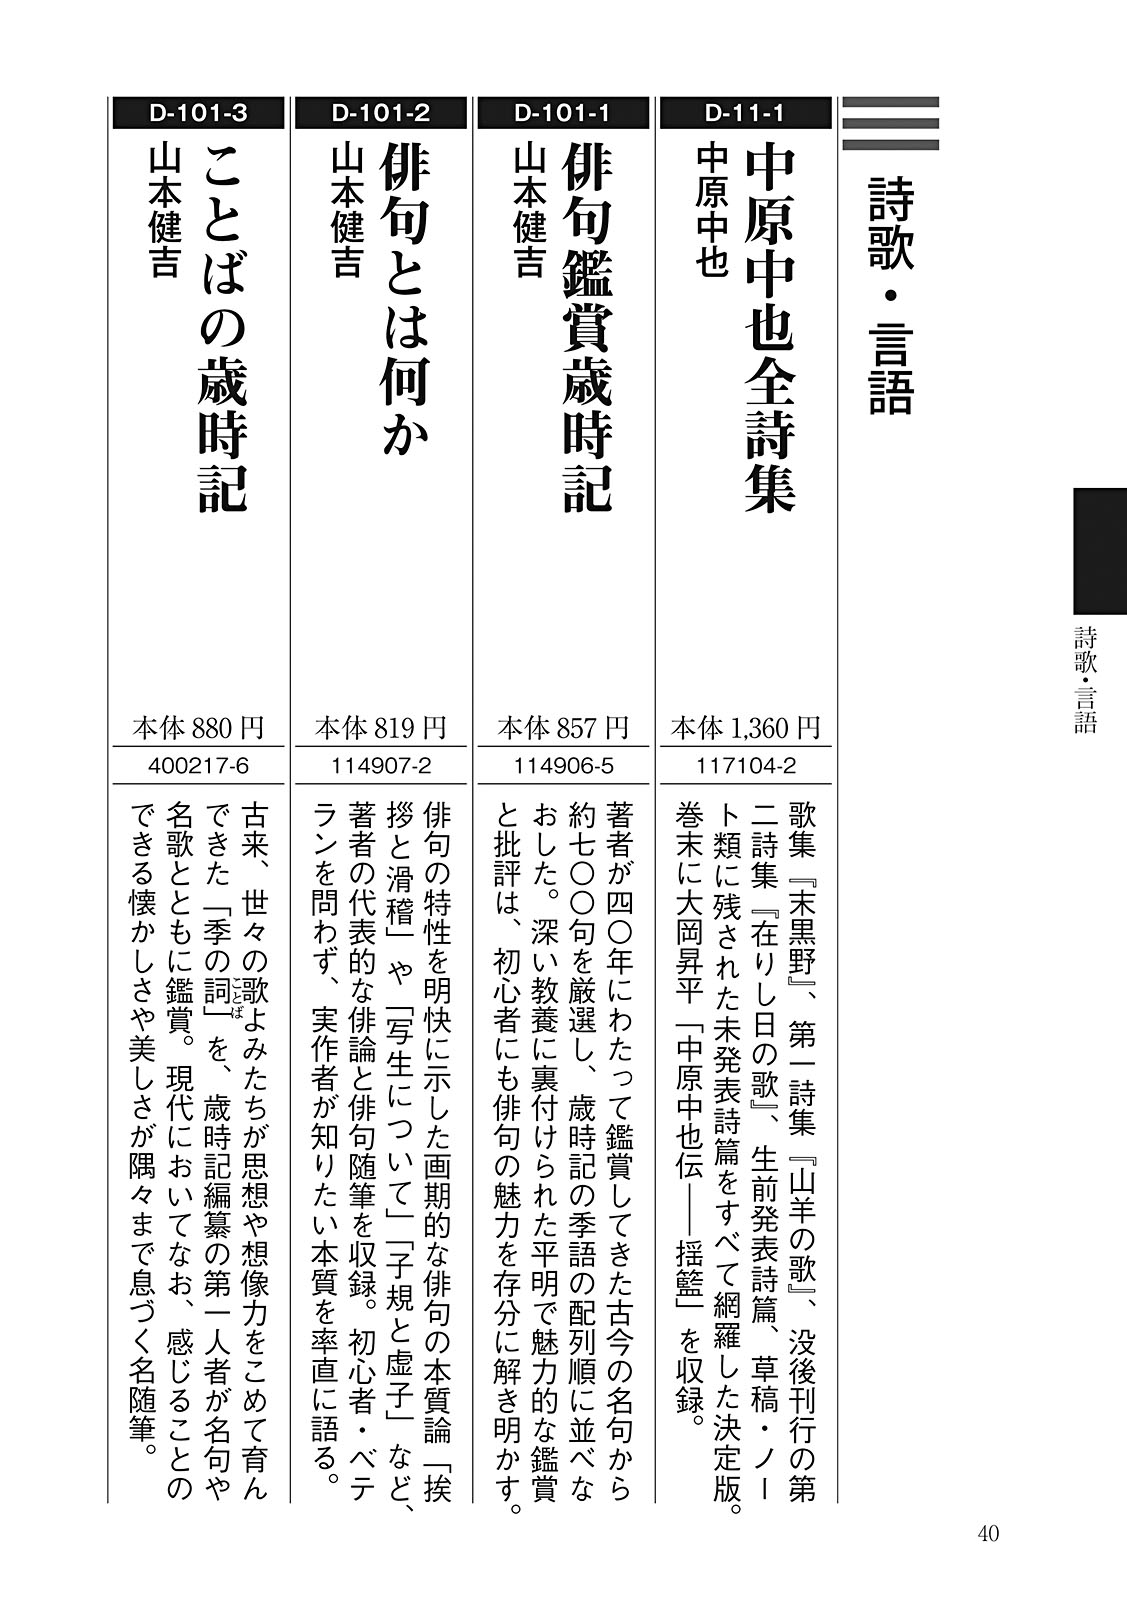 詩歌・言語
D-11-1
中原中也全詩集
中原中也
本体 1,360 円
117104-2
歌集『末黒野』、第一詩集『山羊の歌』、没後刊行の第
二詩集『在りし日の歌』、生前発表詩篇、草稿・ノー
ト類に残された未発表詩篇をすべて網羅した決定版。
巻末に大岡昇平「中原中也伝――揺籃」を収録。
D-101-1
俳句鑑賞歳時記
山本健吉
本体 857 円
114906-5
著者が四〇年にわたって鑑賞してきた古今の名句から
約七〇〇句を厳選し、歳時記の季語の配列順に並べな
おした。深い教養に裏付けられた平明で魅力的な鑑賞
と批評は、初心者にも俳句の魅力を存分に解き明かす。
D-101-2
俳句とは何か
山本健吉
本体 819 円
114907-2
俳句の特性を明快に示した画期的な俳句の本質論「挨
拶と滑稽」や「写生について」「子規と虚子」など、
著者の代表的な俳論と俳句随筆を収録。初心者・ベテ
ランを問わず、実作者が知りたい本質を率直に語る。
D-101-3
ことばの歳時記
山本健吉
本体 880 円
400217-6
古来、世々の歌よみたちが思想や想像力をこめて育ん
できた「季の詞」を、歳時記編纂の第一人者が名句や
ことば
名歌とともに鑑賞。現代においてなお、感じることの
できる懐かしさや美しさが隅々まで息づく名随筆。
詩歌・言語
40